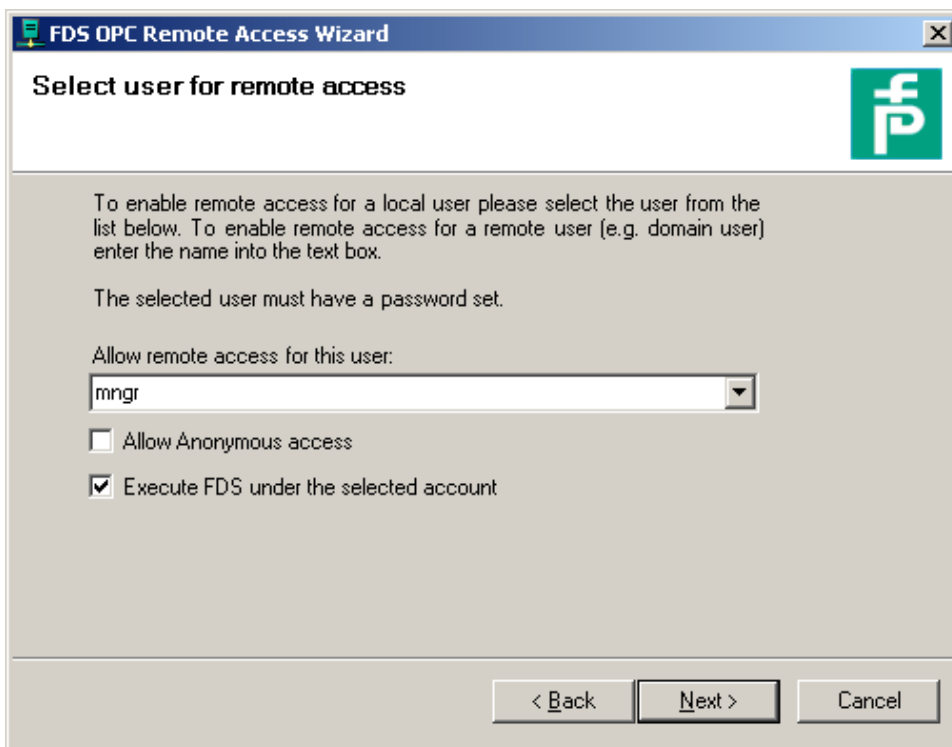 FDS OPC Remote Access Wizard
Select user for remote access
To enable remote access for a local user please select the user from the
list below. To enable remote access for a remote user (e.g. domain user)
enter the name into the text box.
The selected user must have a password set.
Allow remote access for this user:
mngr
Allow Anonymous access
Execute FDS under the selected account
< Back
Next >
Cancel